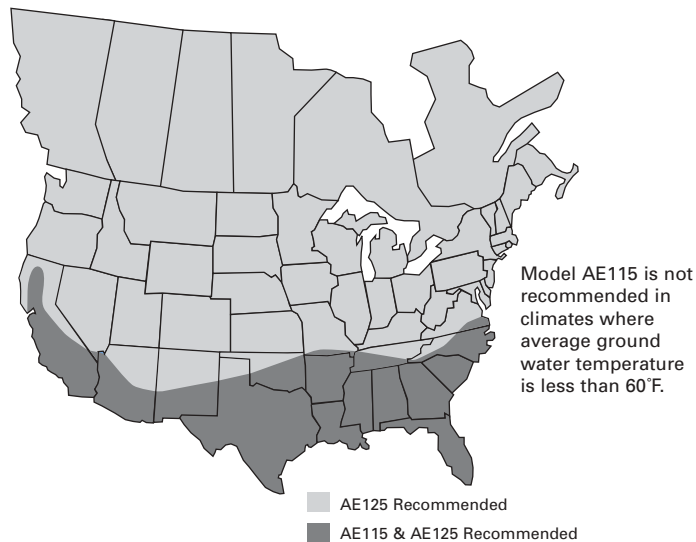 Model AE115 is not
recommended in
climates where
average ground
water temperature
is less than 60˚F.
AE125 Recommended
AE115 & AE125 Recommended